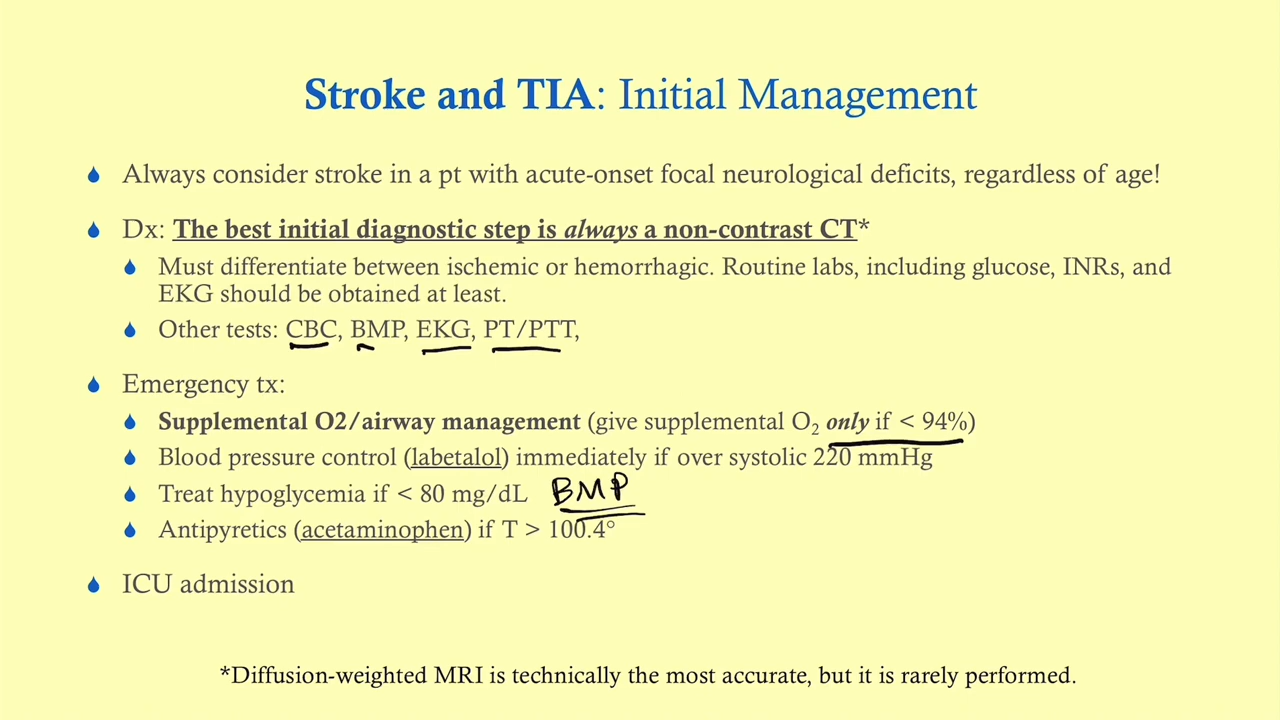 Stroke and TIA: Initial Management
Always consider stroke in a pt with acute-onset focal neurological deficits, regardless of age!
Dx: The best initial diagnostic step is always a non-contrast CT*
Must differentiate between ischemic or hemorrhagic. Routine labs, including glucose, INRs, and
EKG should be obtained at least.
Other tests: CBC, BMP, EKG, PT/PTT,
Emergency tx:
Supplemental O2/airway management (give supplemental O₂ only if < 94%)
Blood pressure control (labetalol) immediately if over systolic 220 mmHg
Treat hypoglycemia if < 80 mg/dL BMP
Antipyretics (acetaminophen) if T > 100.4°
ICU admission
*Diffusion-weighted MRI is technically the most accurate, but it is rarely performed.